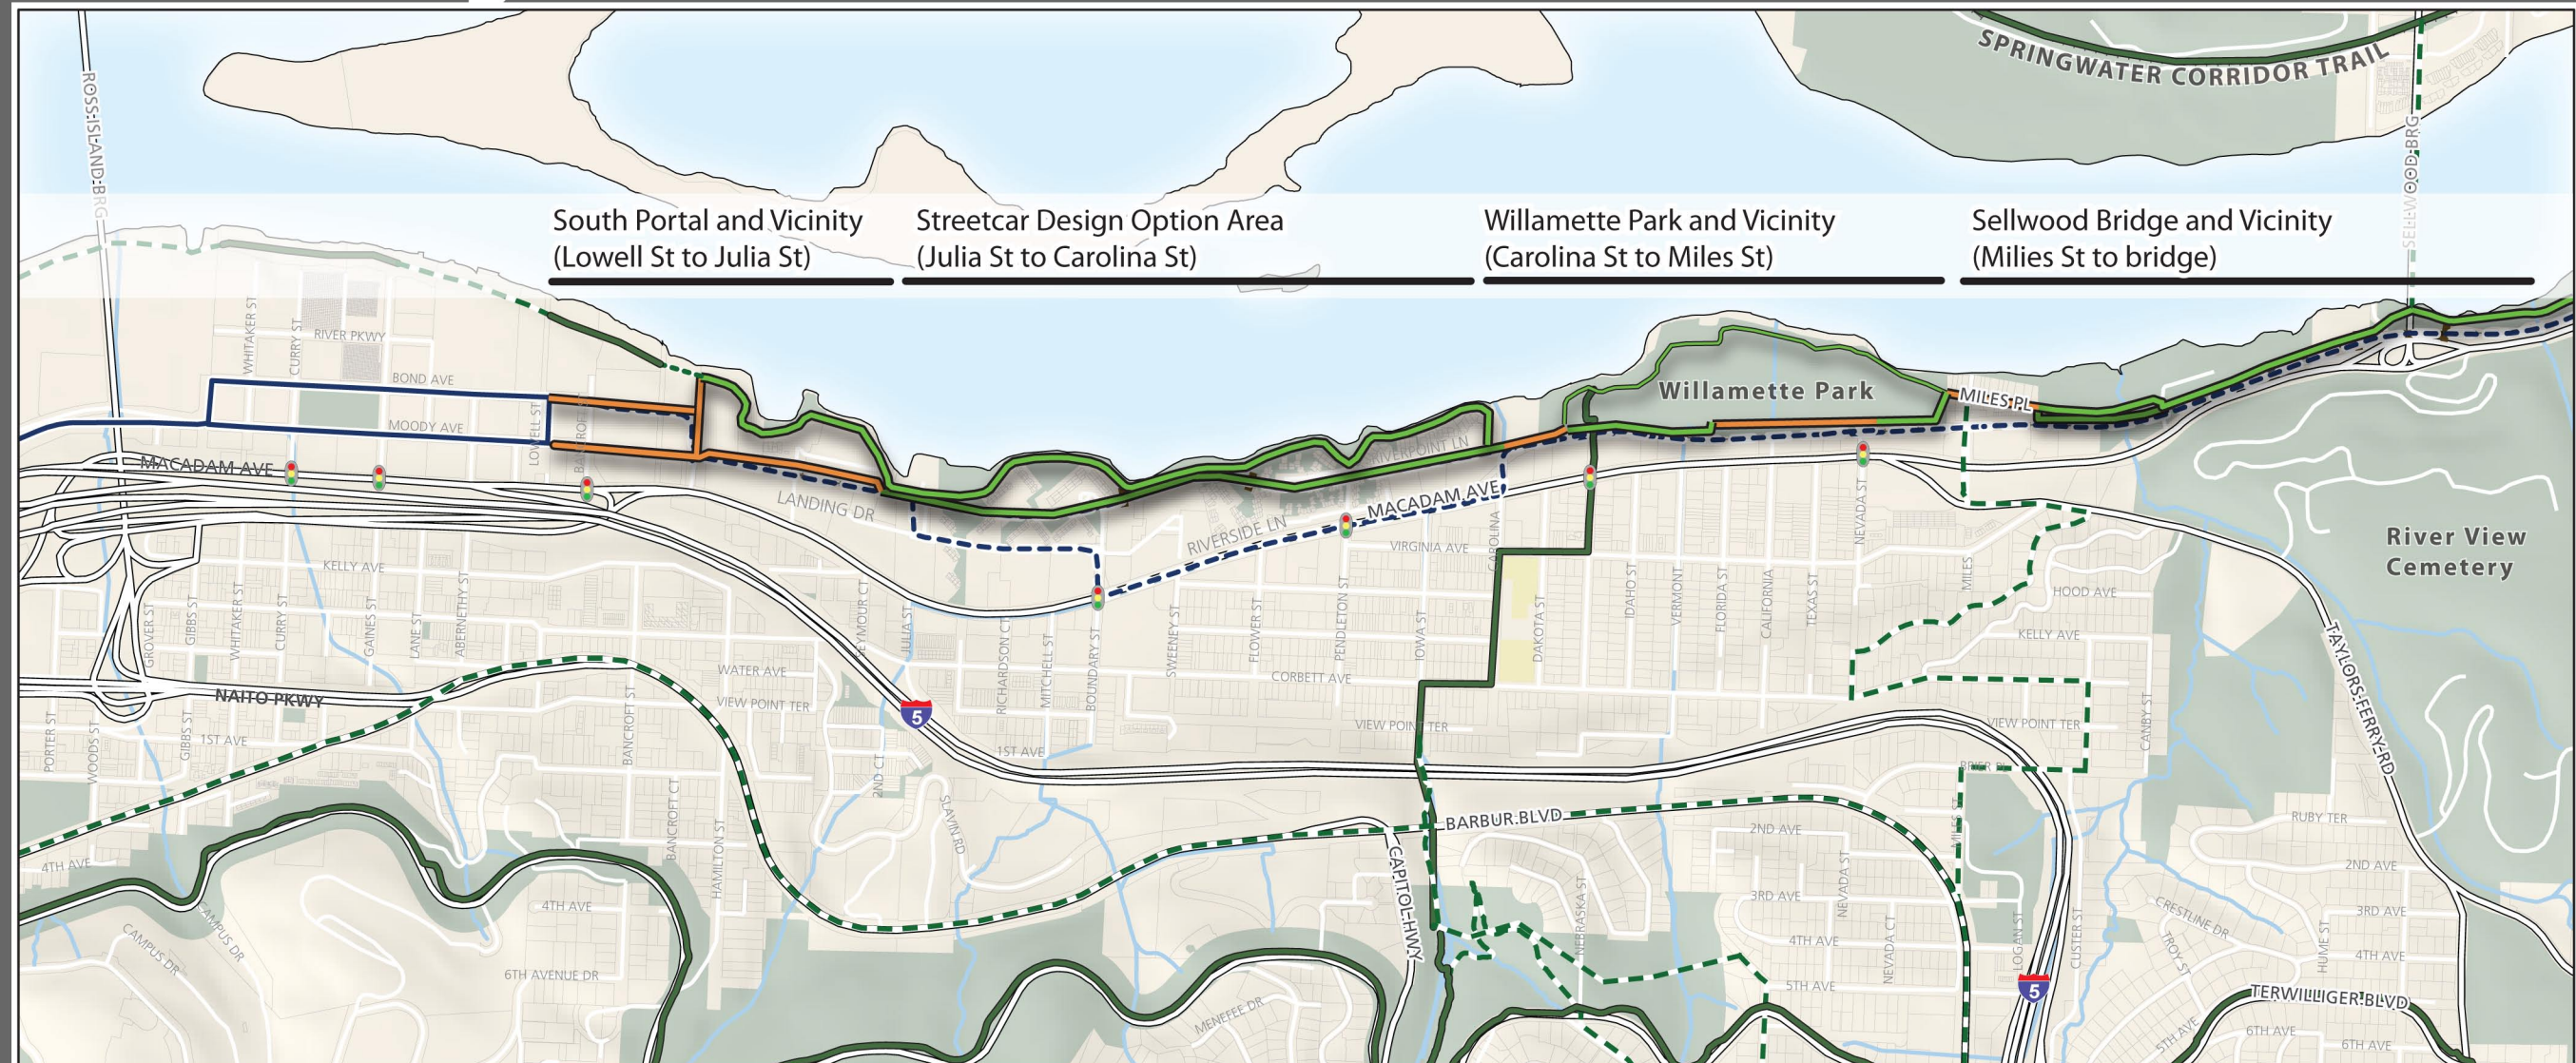 SPRINGWATER CORRIDOR TRAIL
ROSS ISLAND BRG
SELLWOOD BRG
South Portal and Vicinity
(Lowell St to Julia St)
Streetcar Design Option Area
(Julia St to Carolina St)
Willamette Park and Vicinity
(Carolina St to Miles St)
Sellwood Bridge and Vicinity
(Milies St to bridge)
WHITAKER ST
CURRY ST
RIVER PKWY
BOND AVE
MOODY AVE
LOWELL ST
MACADAM AVE
Willamette Park
MILES PL
RIVERPOINT LN
LANDING DR
RIVERSIDE LN
MACADAM AVE
CAROLINA
VIRGINIA AVE
NEVADA ST
River View
Cemetery
KELLY AVE
GROVER ST
GIBBS ST
WHITAKER ST
CURRY ST
GAINES ST
LANE ST
ABERNETHY ST
SEYMOUR CT
JULIA ST
RICHARDSON CT
MITCHELL ST
BOUNDARY ST
SWEENEY ST
FLOWER ST
PENDLETON ST
IOWA ST
DAKOTA ST
IDAHO ST
VERMONT
FLORIDA ST
CALIFORNIA
TEXAS ST
MILES
HOOD AVE
KELLY AVE
WATER AVE
VIEW POINT TER
CORBETT AVE
VIEW POINT TER
VIEW POINT TER
CANBY ST
TAYLORS FERRY RD
NAITO PKWY
5
PORTER ST
WOODS ST
GIBBS ST
1ST AVE
BANCROFT ST
1ST AVE
2ND CT
SLAVIN RD
BRIER PL
MILES ST
BANCROFT CT
HAMILTON ST
BARBUR BLVD
CAPITOL HWY
2ND AVE
RUBY TER
2ND AVE
4TH AVE
CAMPUS DR
CAMPUS DR
4TH AVE
6TH AVENUE DR
MENEFEE DR
NEBRASKA ST
3RD AVE
NEVADA ST
NEVADA CT
4TH AVE
5TH AVE
LOGAN ST
CUSTER ST
5
CRESTLINE DR
TROY ST
HUME ST
3RD AVE
4TH AVE
TERWILLIGER BLVD
5TH AVE
6TH AVE
6TH AVE